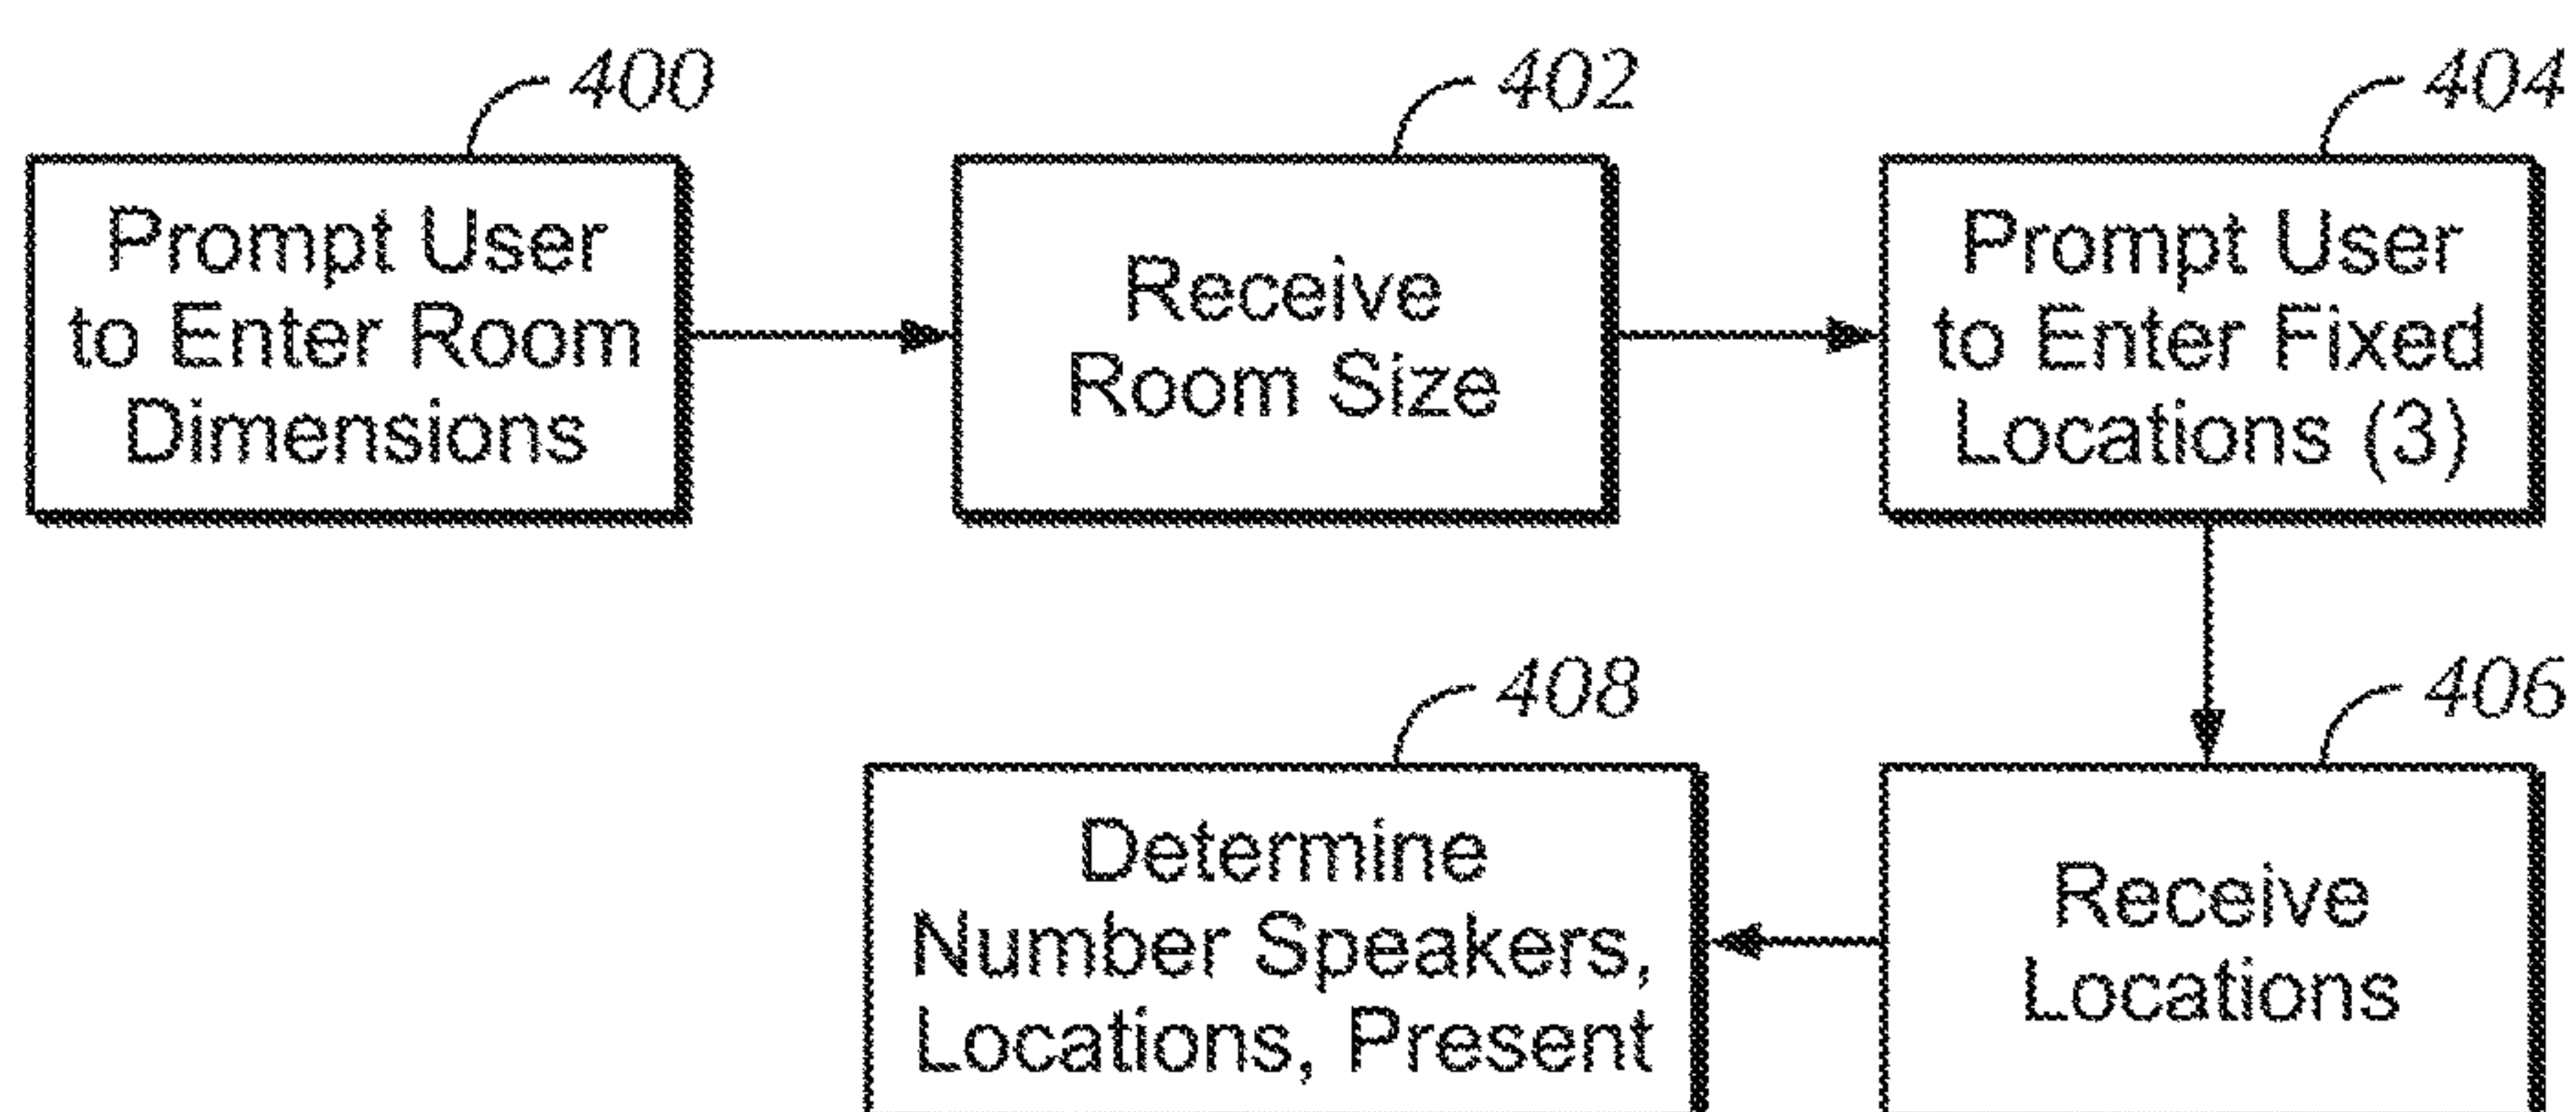 400
Prompt User
to Enter Room
Dimensions
402
Receive
Room Size
404
Prompt User
to Enter Fixed
Locations (3)
406
Receive
Locations
408
Determine
Number Speakers,
Locations, Present